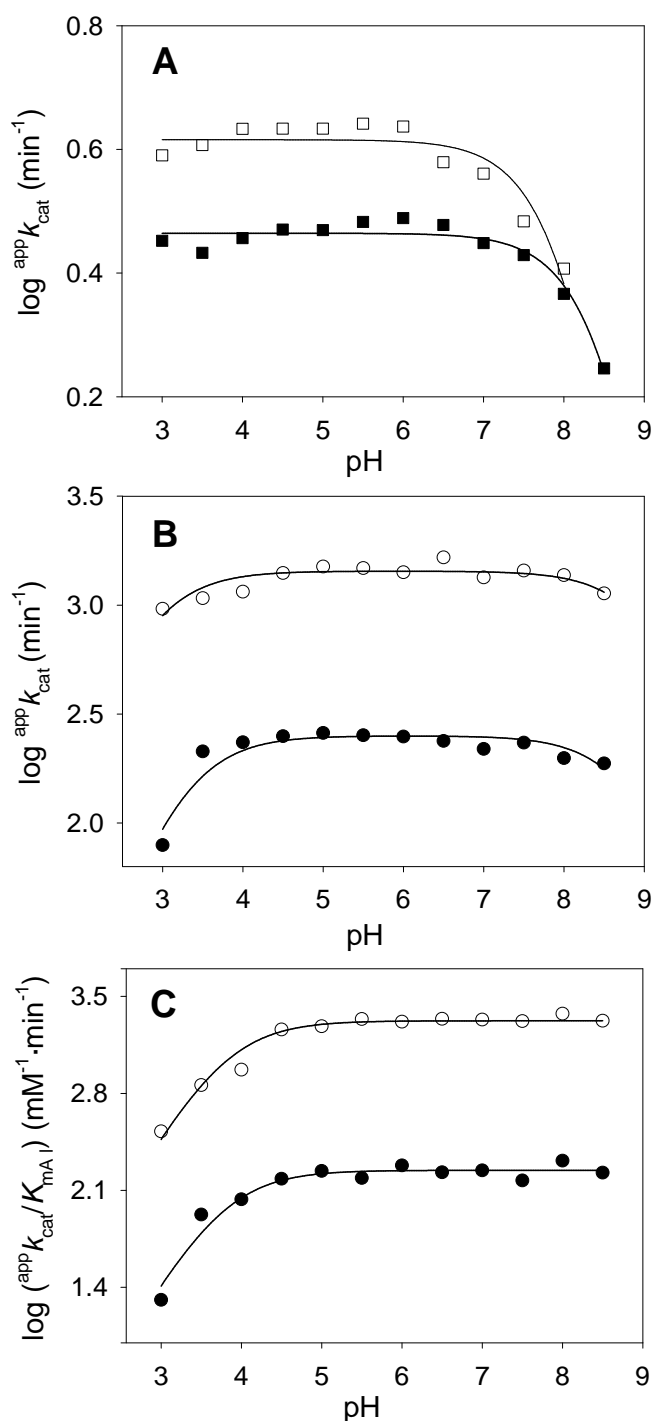 A
0.8
0.6
0.4
0.2
log ᵃᵖᵖkcat (min⁻¹)
3 4 5 6 7 8 9
pH
B
3.5
3.0
2.5
2.0
log ᵃᵖᵖkcat (min⁻¹)
3 4 5 6 7 8 9
pH
C
3.5
2.8
2.1
1.4
log (ᵃᵖᵖkcat/KmA I) (mM⁻¹·min⁻¹)
3 4 5 6 7 8 9
pH